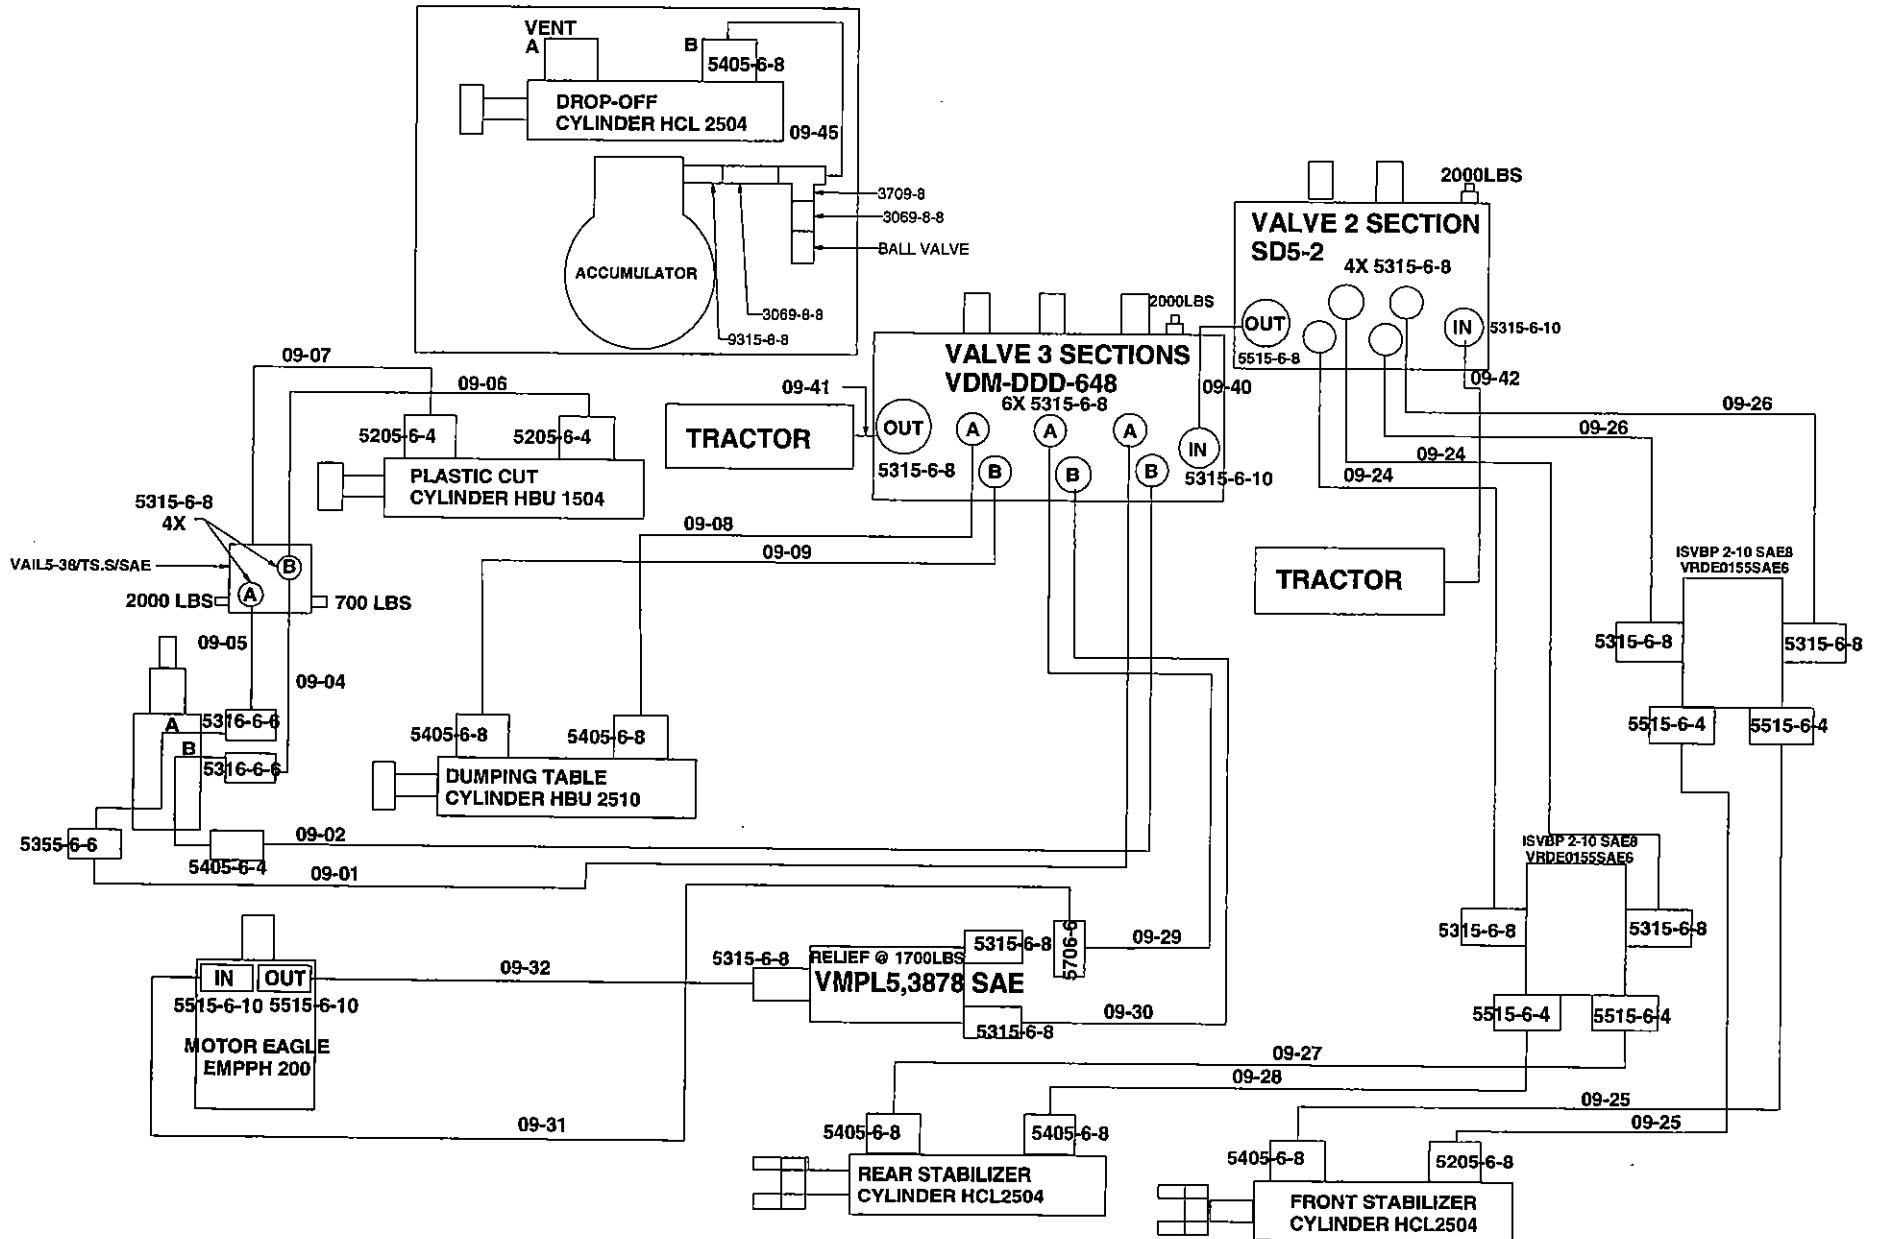 VENT
A
B
5405-6-8
DROP-OFF
CYLINDER HCL 2504
09-45
3709-8
3069-8-8
BALL VALVE
ACCUMULATOR
3069-8-8
9315-8-8
2000LBS
VALVE 2 SECTION
SD5-2
4X 5315-6-8
OUT
IN
5315-6-10
5515-6-8
09-42
2000LBS
VALVE 3 SECTIONS
VDM-DDD-648
6X 5315-6-8
09-40
09-41
TRACTOR
OUT
A
A
A
IN
5315-6-8
B
B
B
5315-6-10
09-07
09-06
5205-6-4
5205-6-4
PLASTIC CUT
CYLINDER HBU 1504
5315-6-8
4X
VAIL5-38/TS.S/SAE
B
A
2000 LBS
700 LBS
09-05
09-04
09-08
09-09
09-26
09-26
09-24
09-24
TRACTOR
ISVBP 2-10 SAE8
VRDE0155SAE6
5315-6-8
5315-6-8
5515-6-4
5515-6-4
A
5316-6-6
B
5316-6-6
5405-6-8
5405-6-8
DUMPING TABLE
CYLINDER HBU 2510
5355-6-6
5405-6-4
09-02
09-01
ISVBP 2-10 SAE8
VRDE0155SAE6
5315-6-8
5315-6-8
5515-6-4
5515-6-4
IN
OUT
5515-6-10
5515-6-10
MOTOR EAGLE
EMPPH 200
09-32
5315-6-8
RELIEF @ 1700LBS
VMPL5,3878 SAE
5315-6-8
5706-6
09-29
5315-6-8
09-30
09-31
09-27
09-28
09-25
09-25
5405-6-8
5405-6-8
REAR STABILIZER
CYLINDER HCL2504
5405-6-8
5205-6-8
FRONT STABILIZER
CYLINDER HCL2504